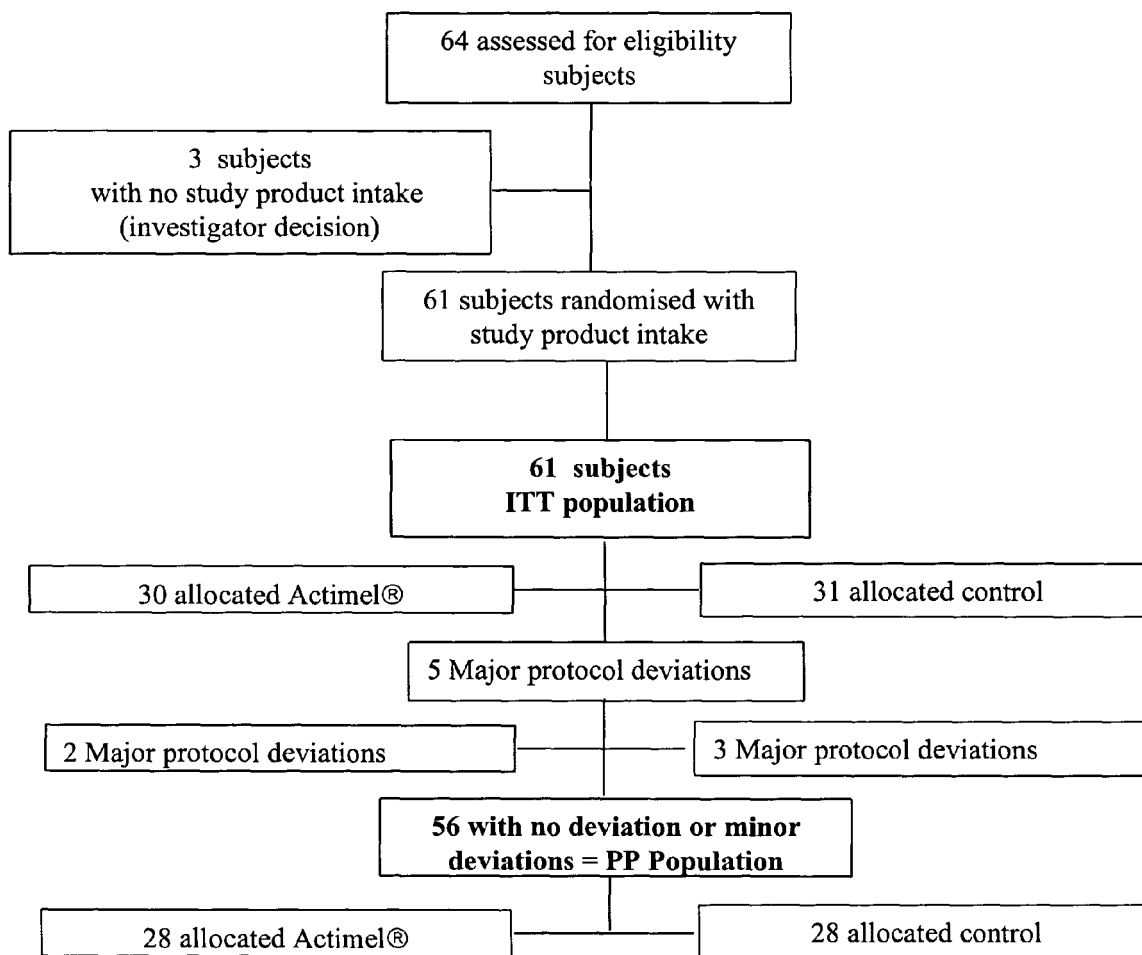 64 assessed for eligibility
subjects
3 subjects
with no study product intake
(investigator decision)
61 subjects randomised with
study product intake
61 subjects
ITT population
30 allocated Actimel®
31 allocated control
5 Major protocol deviations
2 Major protocol deviations
3 Major protocol deviations
56 with no deviation or minor
deviations = PP Population
28 allocated Actimel®
28 allocated control